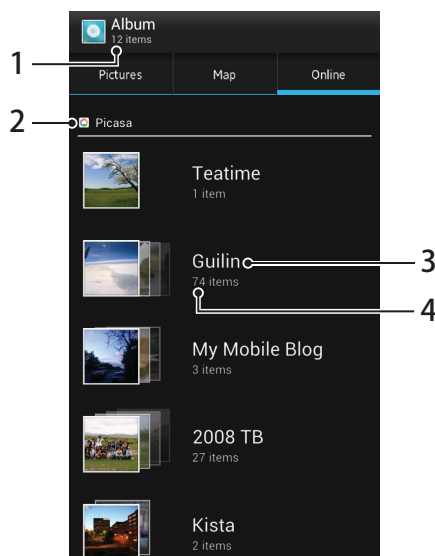 Album
12 items
1
Pictures Map Online
2
Picasa
Teatime
1 item
Guilin
3
74 items
4
My Mobile Blog
3 items
2008 TB
27 items
Kista
2 items